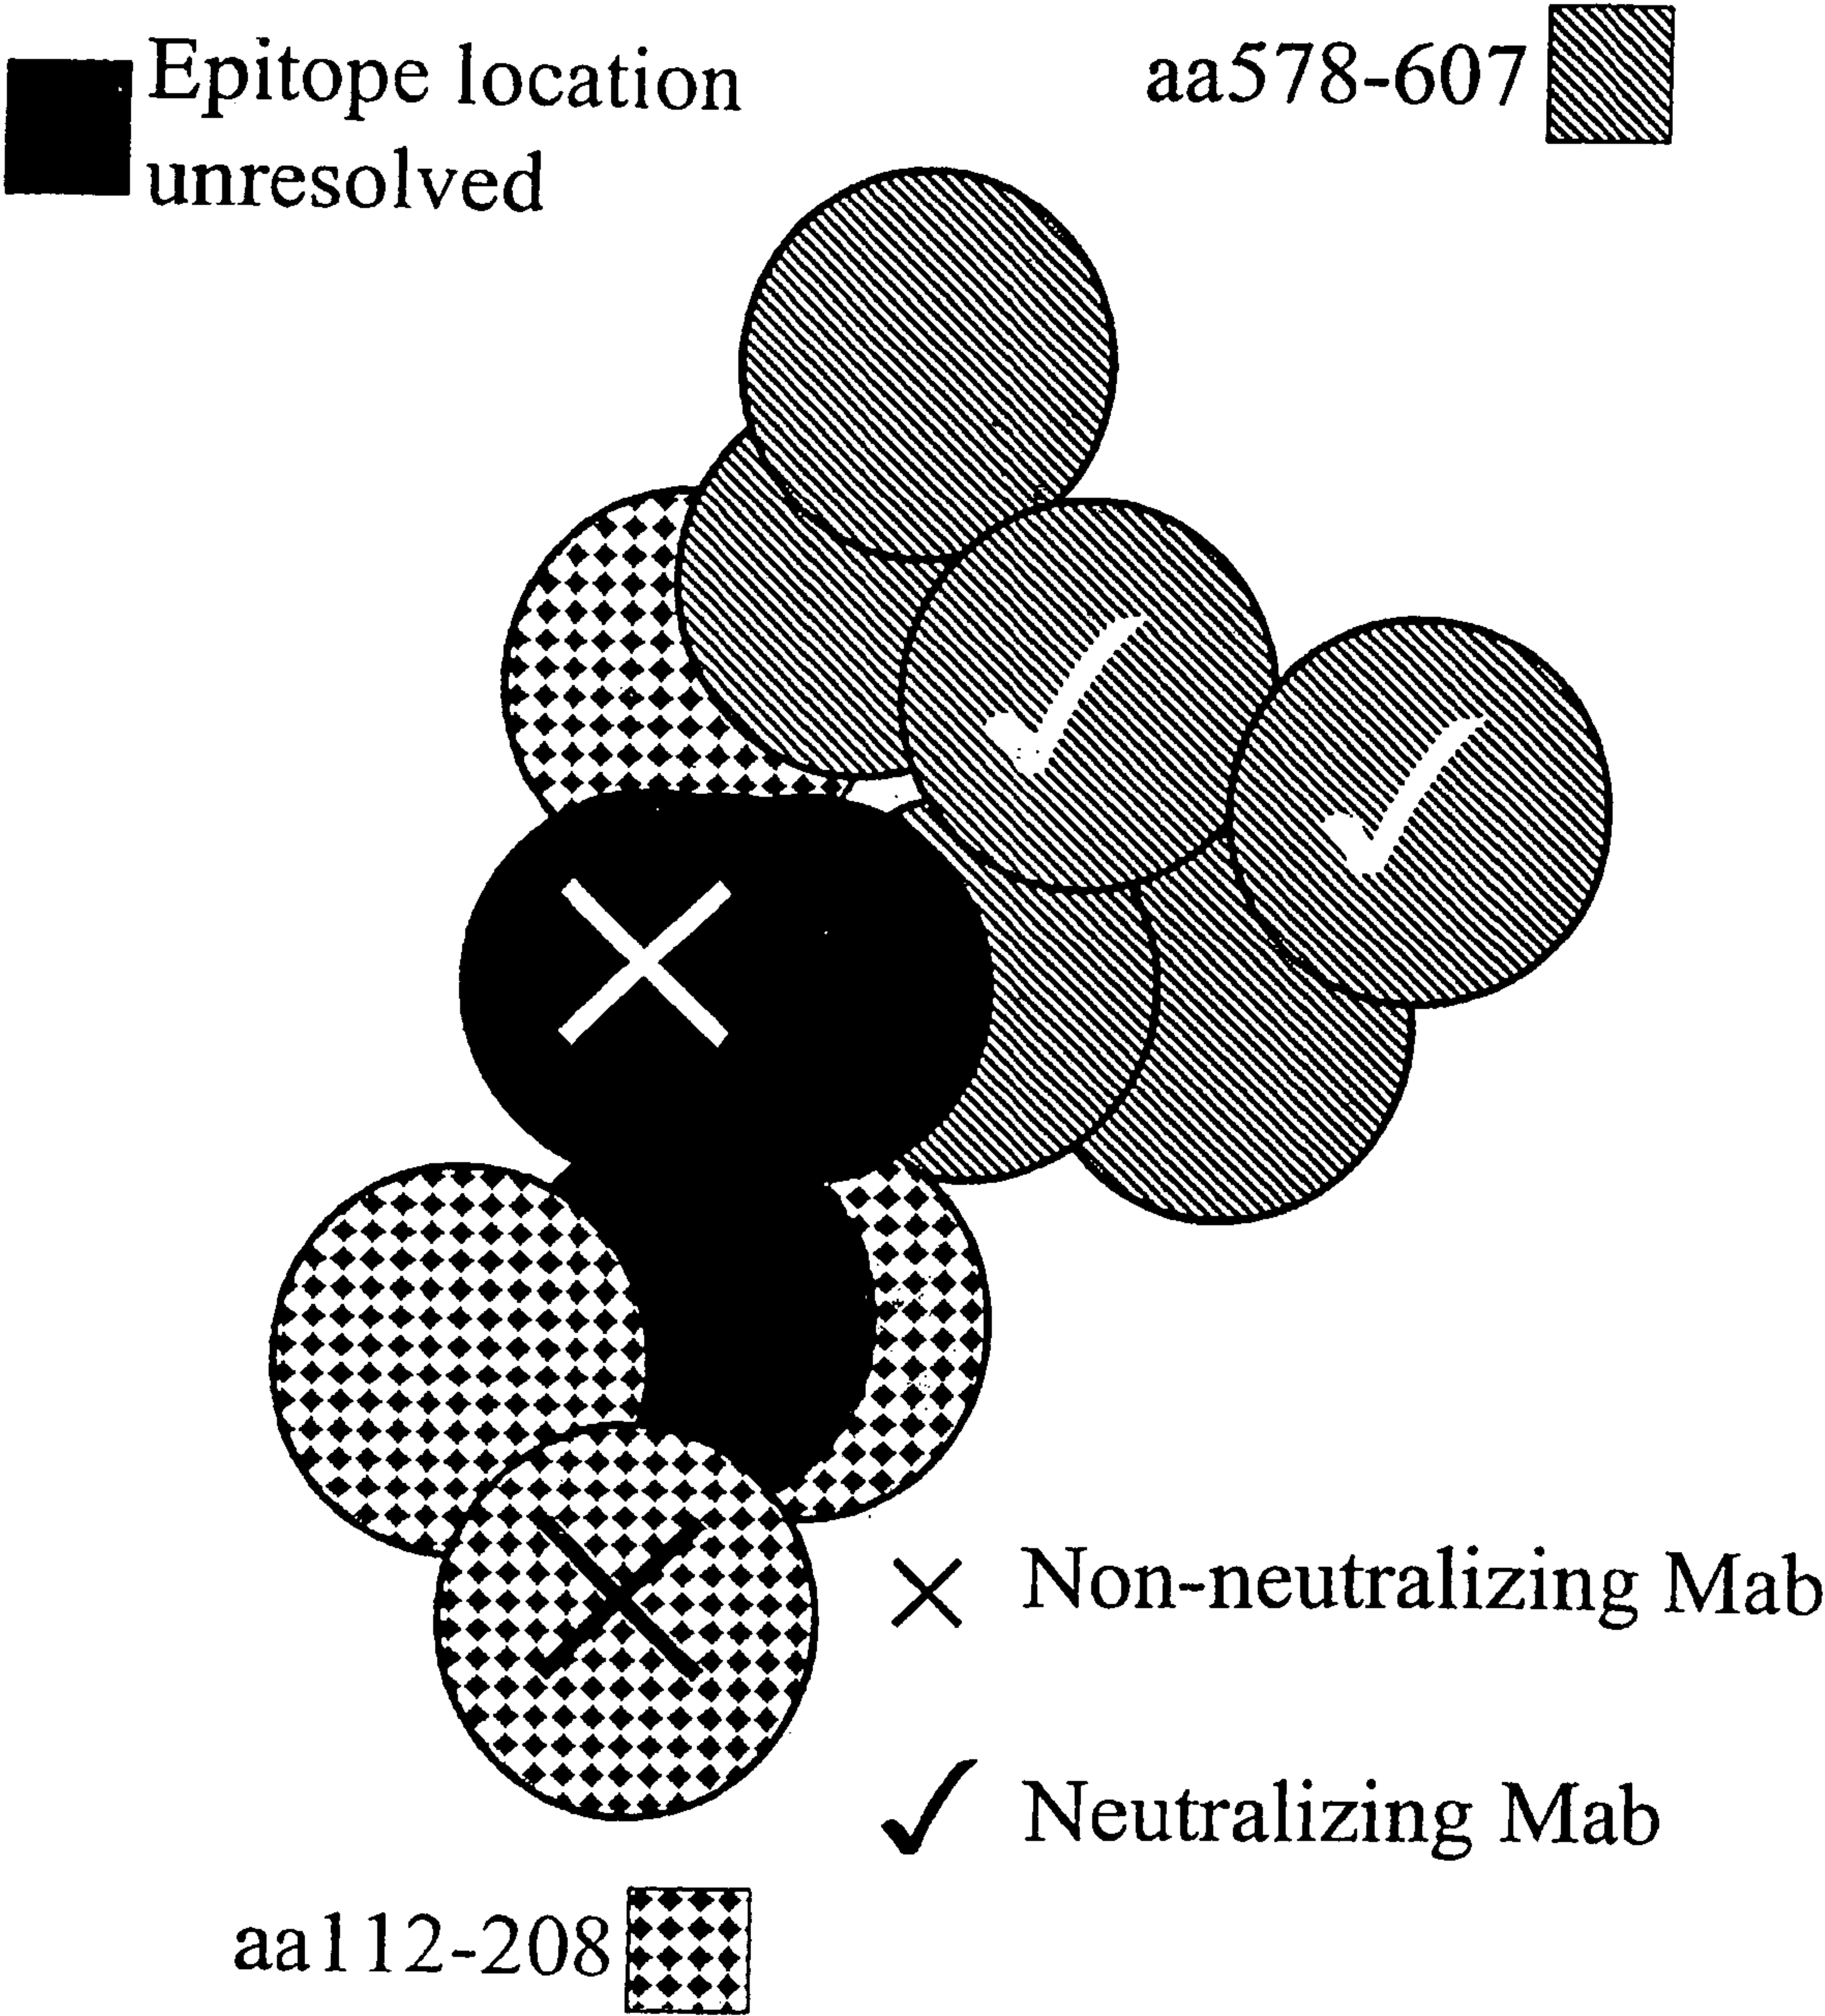 Epitope location
unresolved
aa578-607
Non-neutralizing Mab
Neutralizing Mab
aa112-208